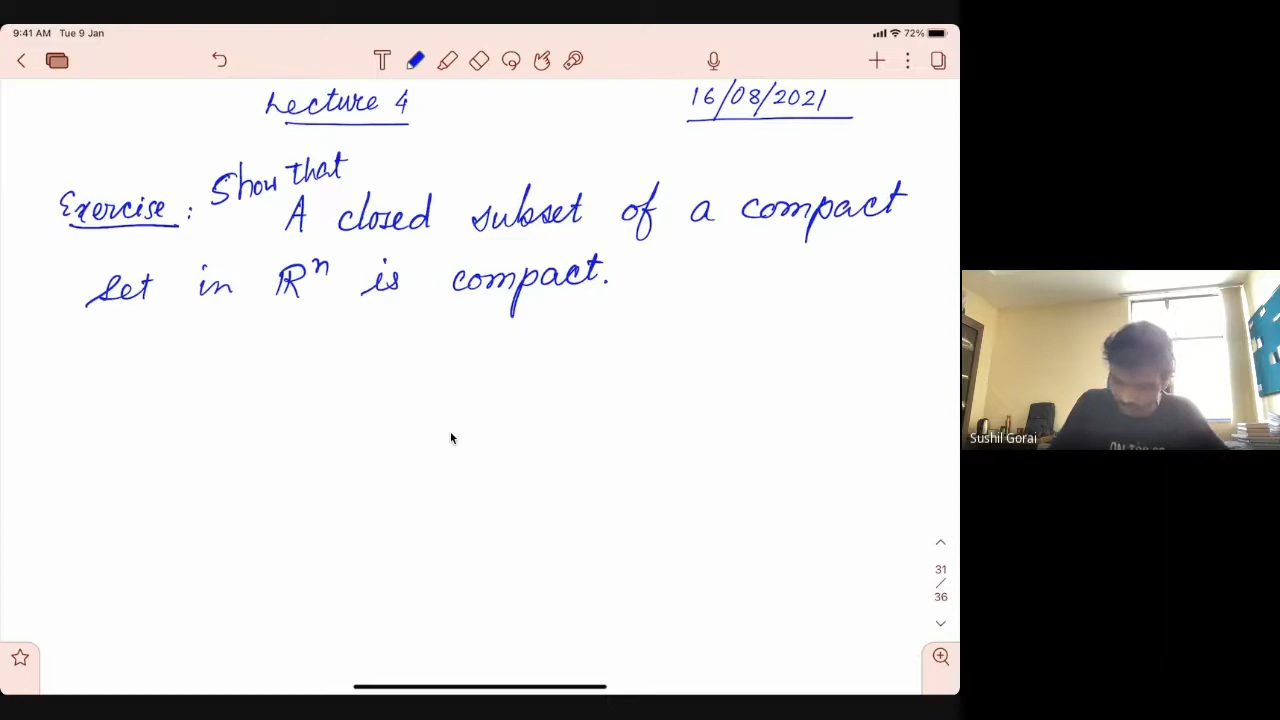 9:41 AM Tue 9 Jan
72%
Lecture 4
16/08/2021
Show that
Exercise : A closed subset of a compact
set in ℝⁿ is compact.
Sushil Gorai
31
/
36